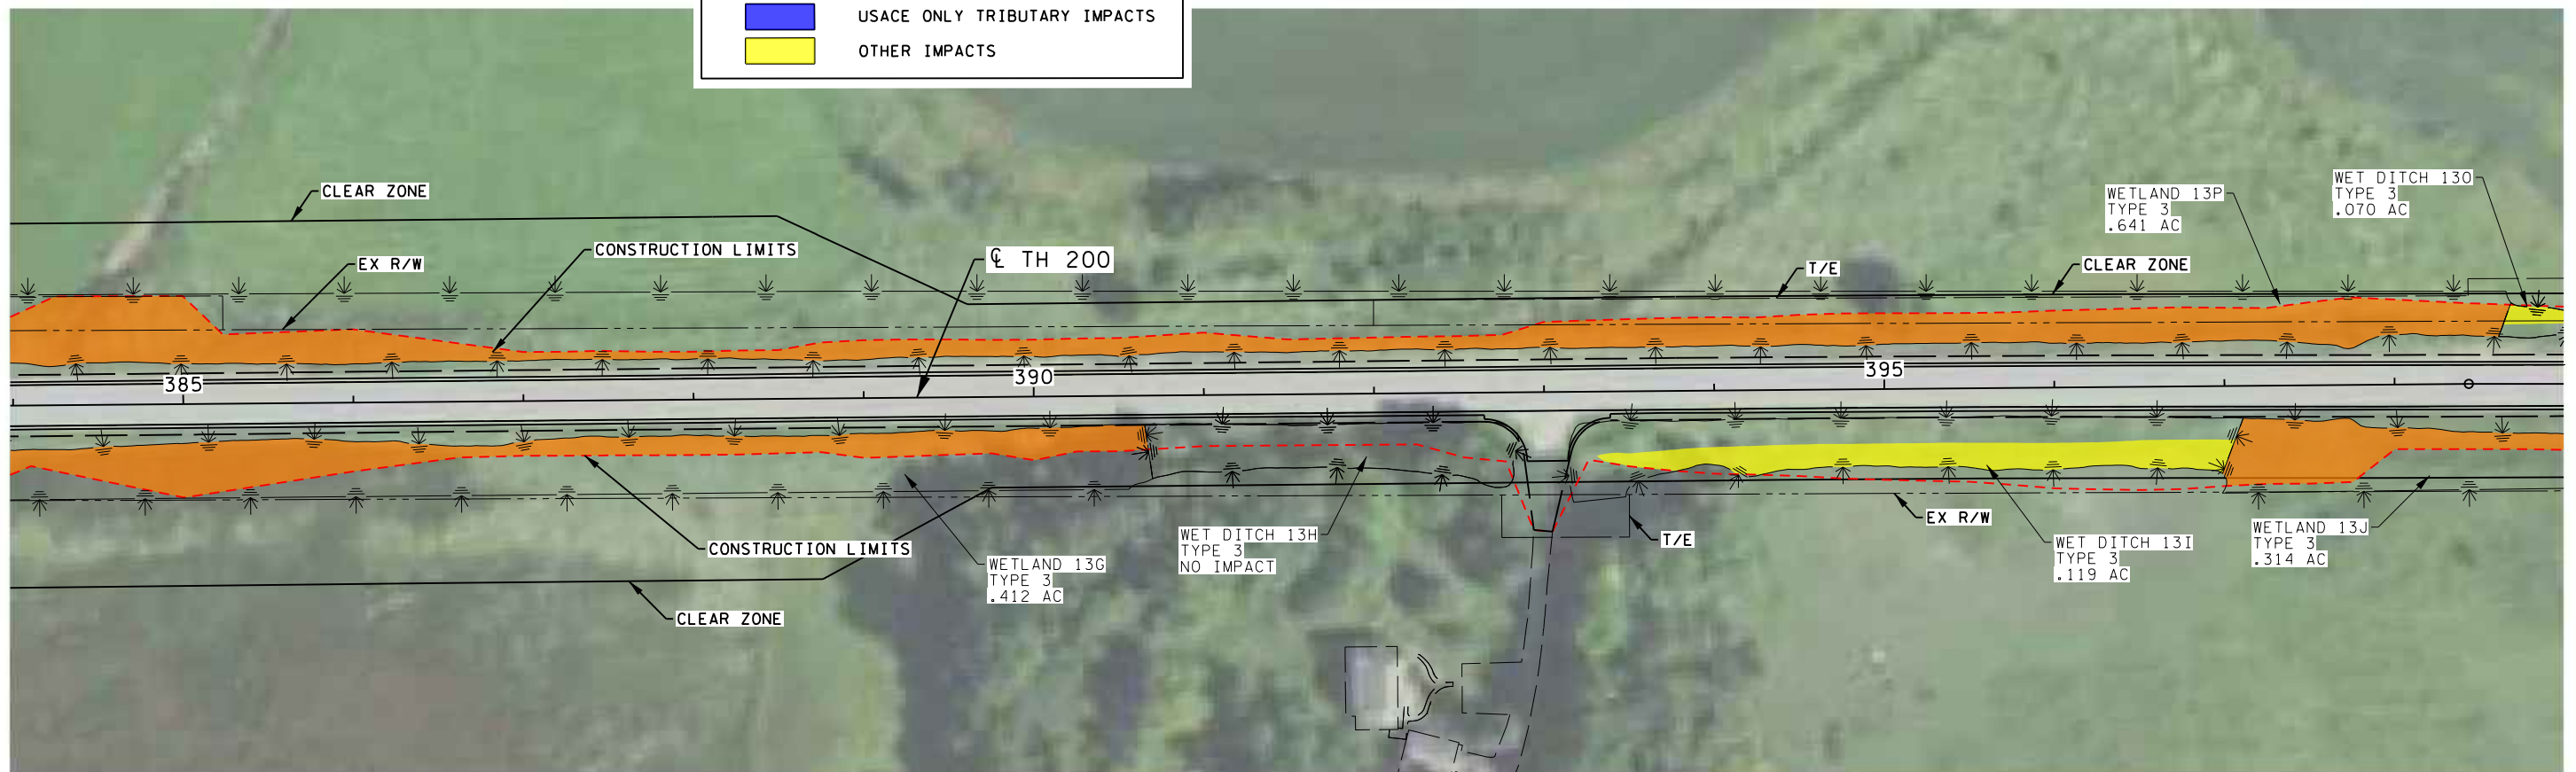 USACE ONLY TRIBUTARY IMPACTS
OTHER IMPACTS
CLEAR ZONE
CONSTRUCTION LIMITS
EX R/W
℄ TH 200
T/E
CLEAR ZONE
WETLAND 13P
TYPE 3
.641 AC
WET DITCH 13O
TYPE 3
.070 AC
385
390
395
CONSTRUCTION LIMITS
CLEAR ZONE
WETLAND 13G
TYPE 3
.412 AC
WET DITCH 13H
TYPE 3
NO IMPACT
T/E
EX R/W
WET DITCH 13I
TYPE 3
.119 AC
WETLAND 13J
TYPE 3
.314 AC